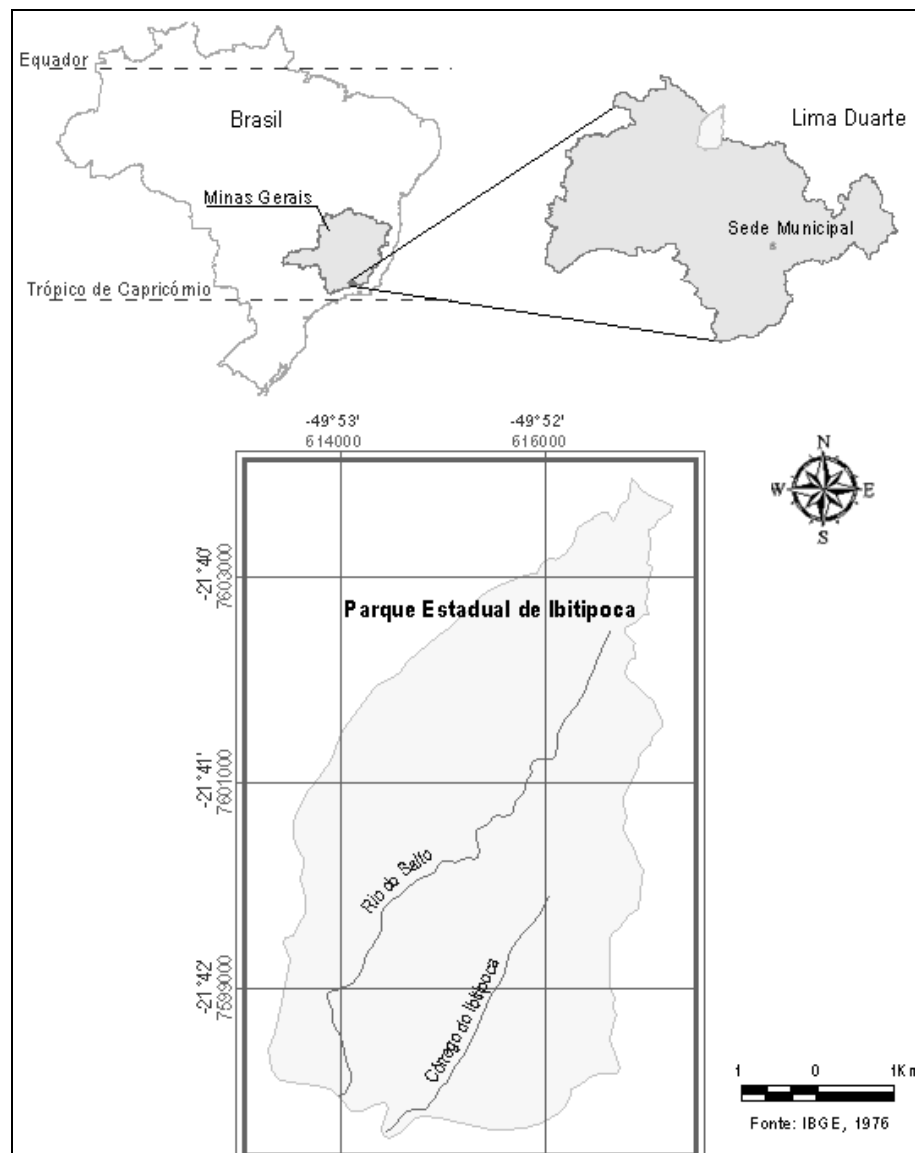 Equador
Brasil
Lima Duarte
Minas Gerais
Sede Municipal
Trópico de Capricórnio
-49°53'
614000
-49°52'
616000
N
W
E
S
-21°40'
7603000
Parque Estadual de Ibitipoca
-21°41'
7601000
Rio do Salto
-21°42'
7599000
Córrego do Ibitipoca
1 0 1Km
Fonte: IBGE, 1976